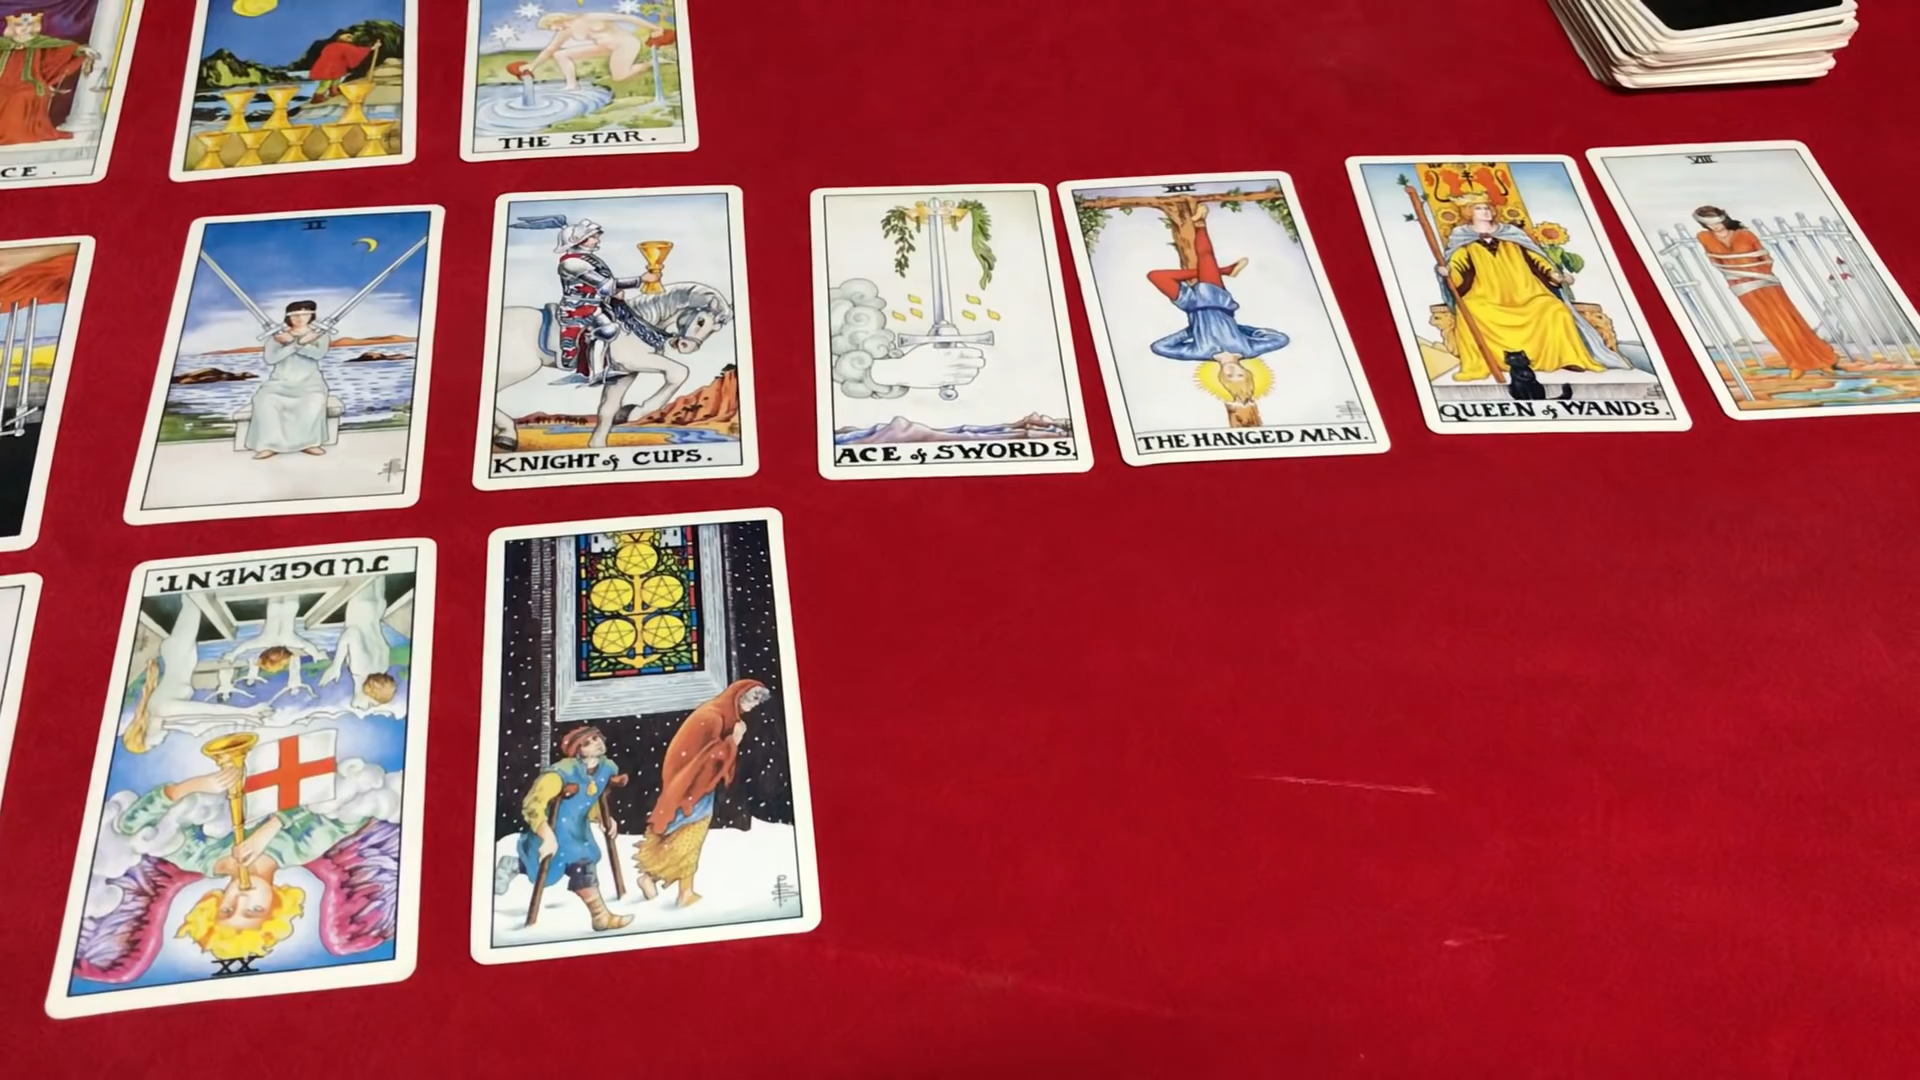 CE.
THE STAR.
II
KNIGHT of CUPS.
ACE of SWORDS.
XII
THE HANGED MAN.
QUEEN of WANDS.
VIII
JUDGEMENT.
XX